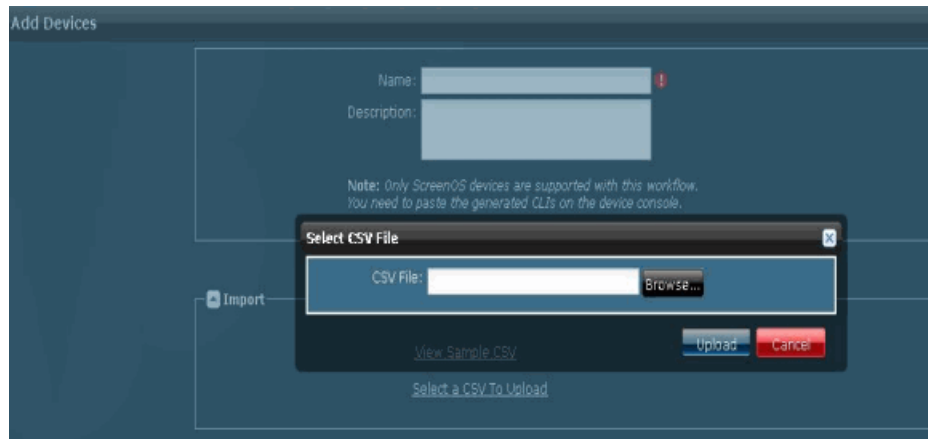 Add Devices
Name:
!
Description:
Note: Only ScreenOS devices are supported with this workflow.
You need to paste the generated CLIs on the device console.
Select CSV File
X
CSV File:
Browse...
Import
Upload
Cancel
View Sample CSV
Select a CSV To Upload